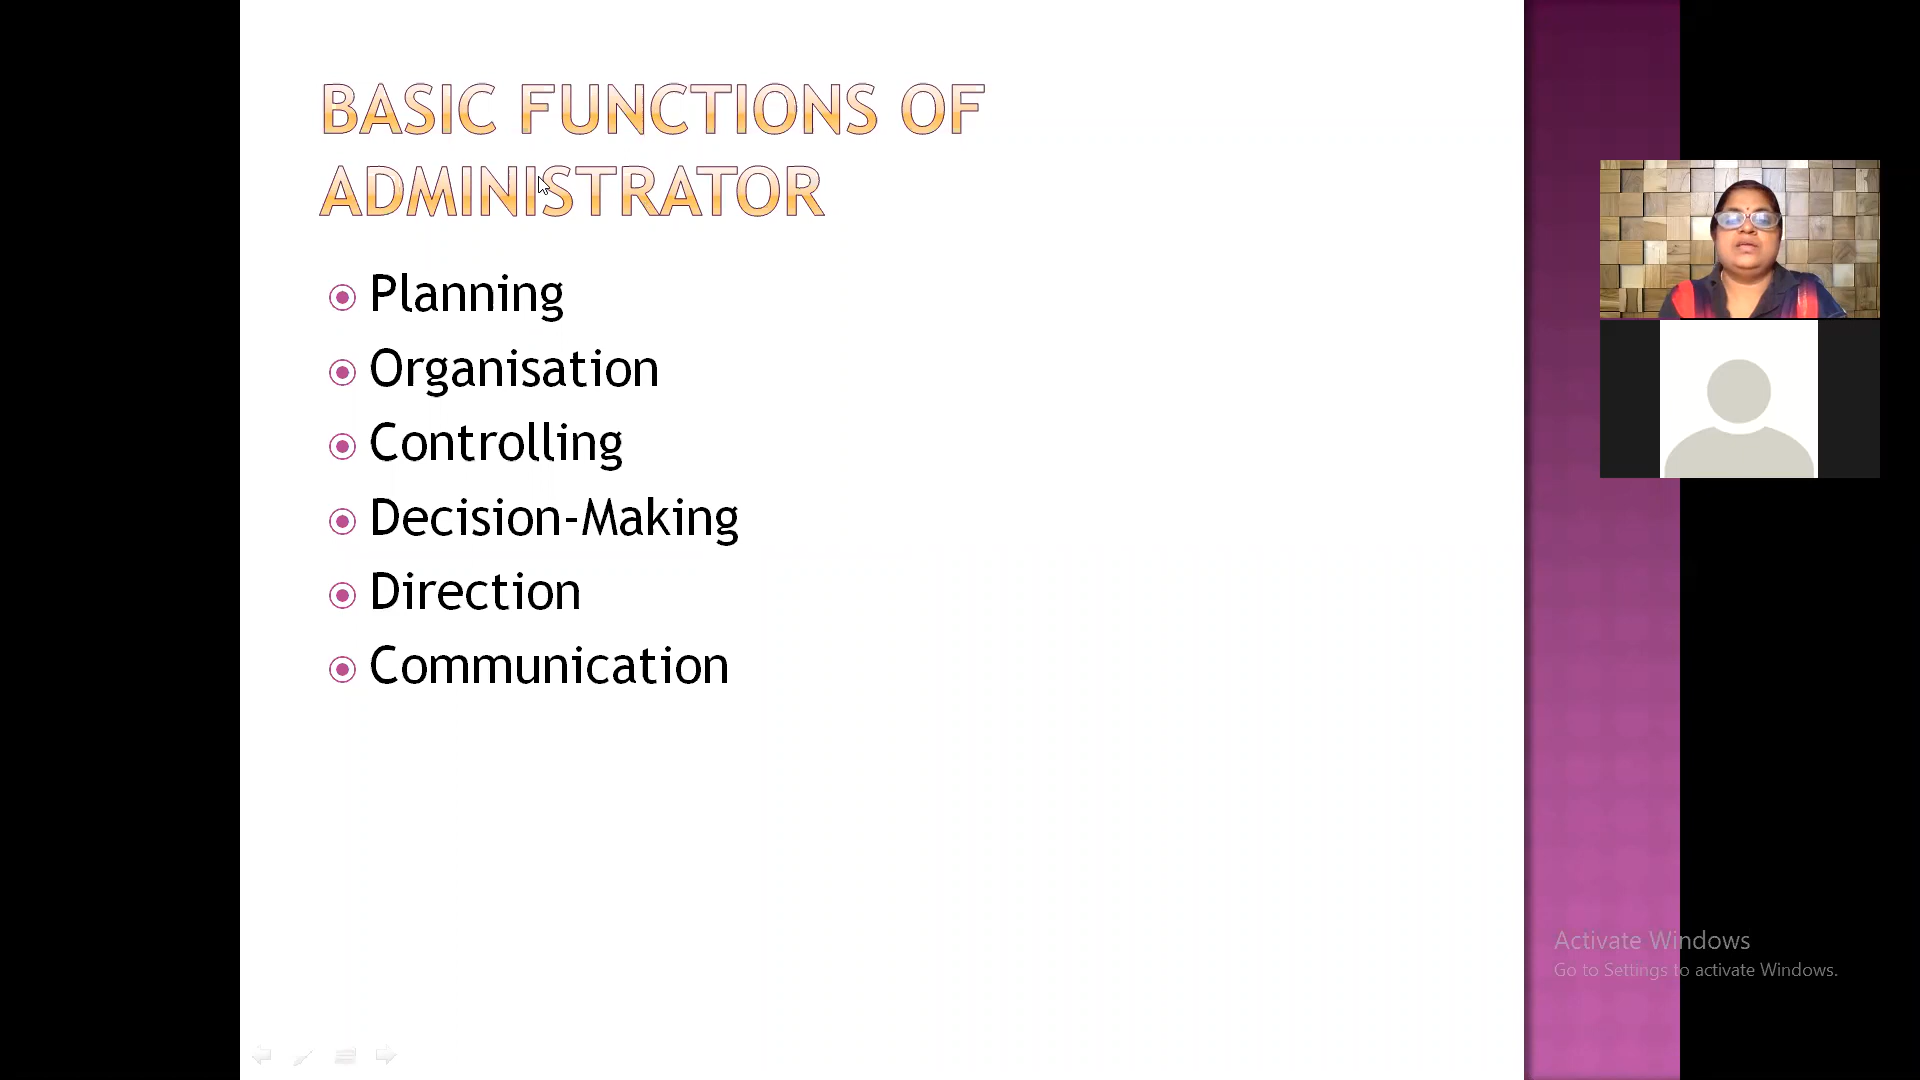 BASIC FUNCTIONS OF
ADMINISTRATOR
Planning
Organisation
Controlling
Decision-Making
Direction
Communication
Activate Windows
Go to Settings to activate Windows.